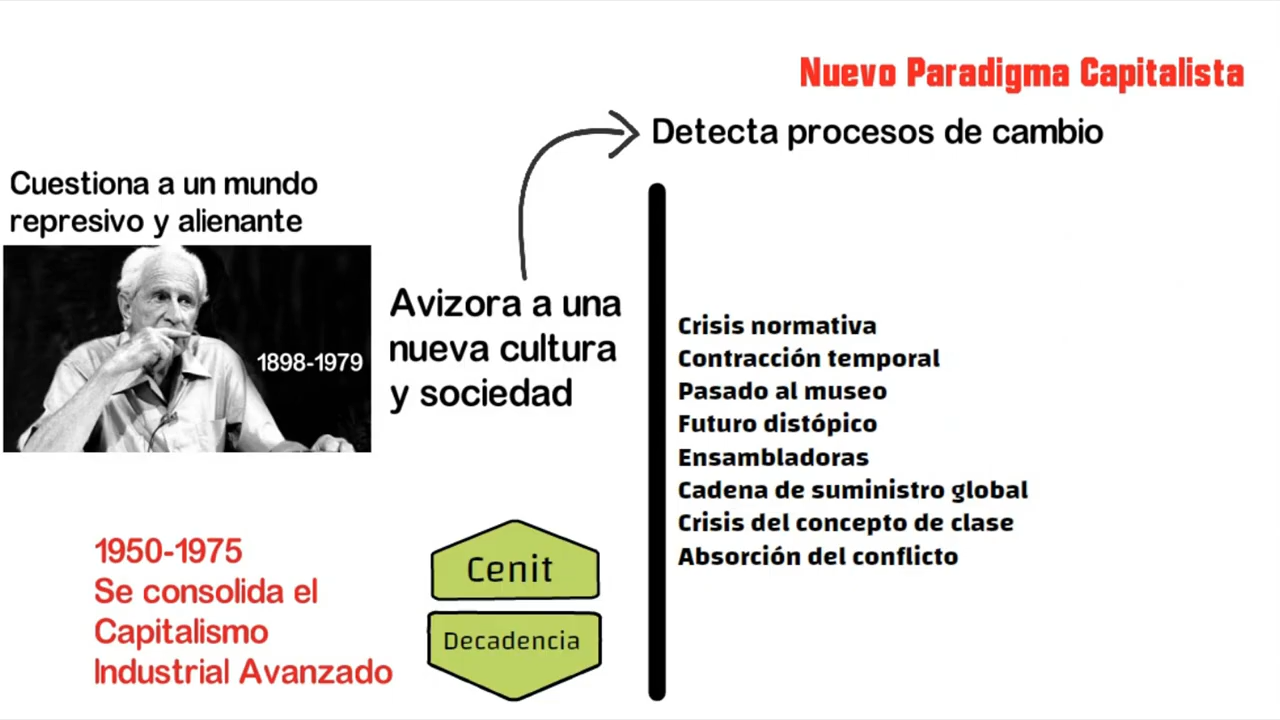 Nuevo Paradigma Capitalista
Detecta procesos de cambio
Cuestiona a un mundo
represivo y alienante
1898-1979
Avizora a una
nueva cultura
y sociedad
Crisis normativa
Contracción temporal
Pasado al museo
Futuro distópico
Ensambladoras
Cadena de suministro global
Crisis del concepto de clase
Absorción del conflicto
1950-1975
Se consolida el
Capitalismo
Industrial Avanzado
Cenit
Decadencia